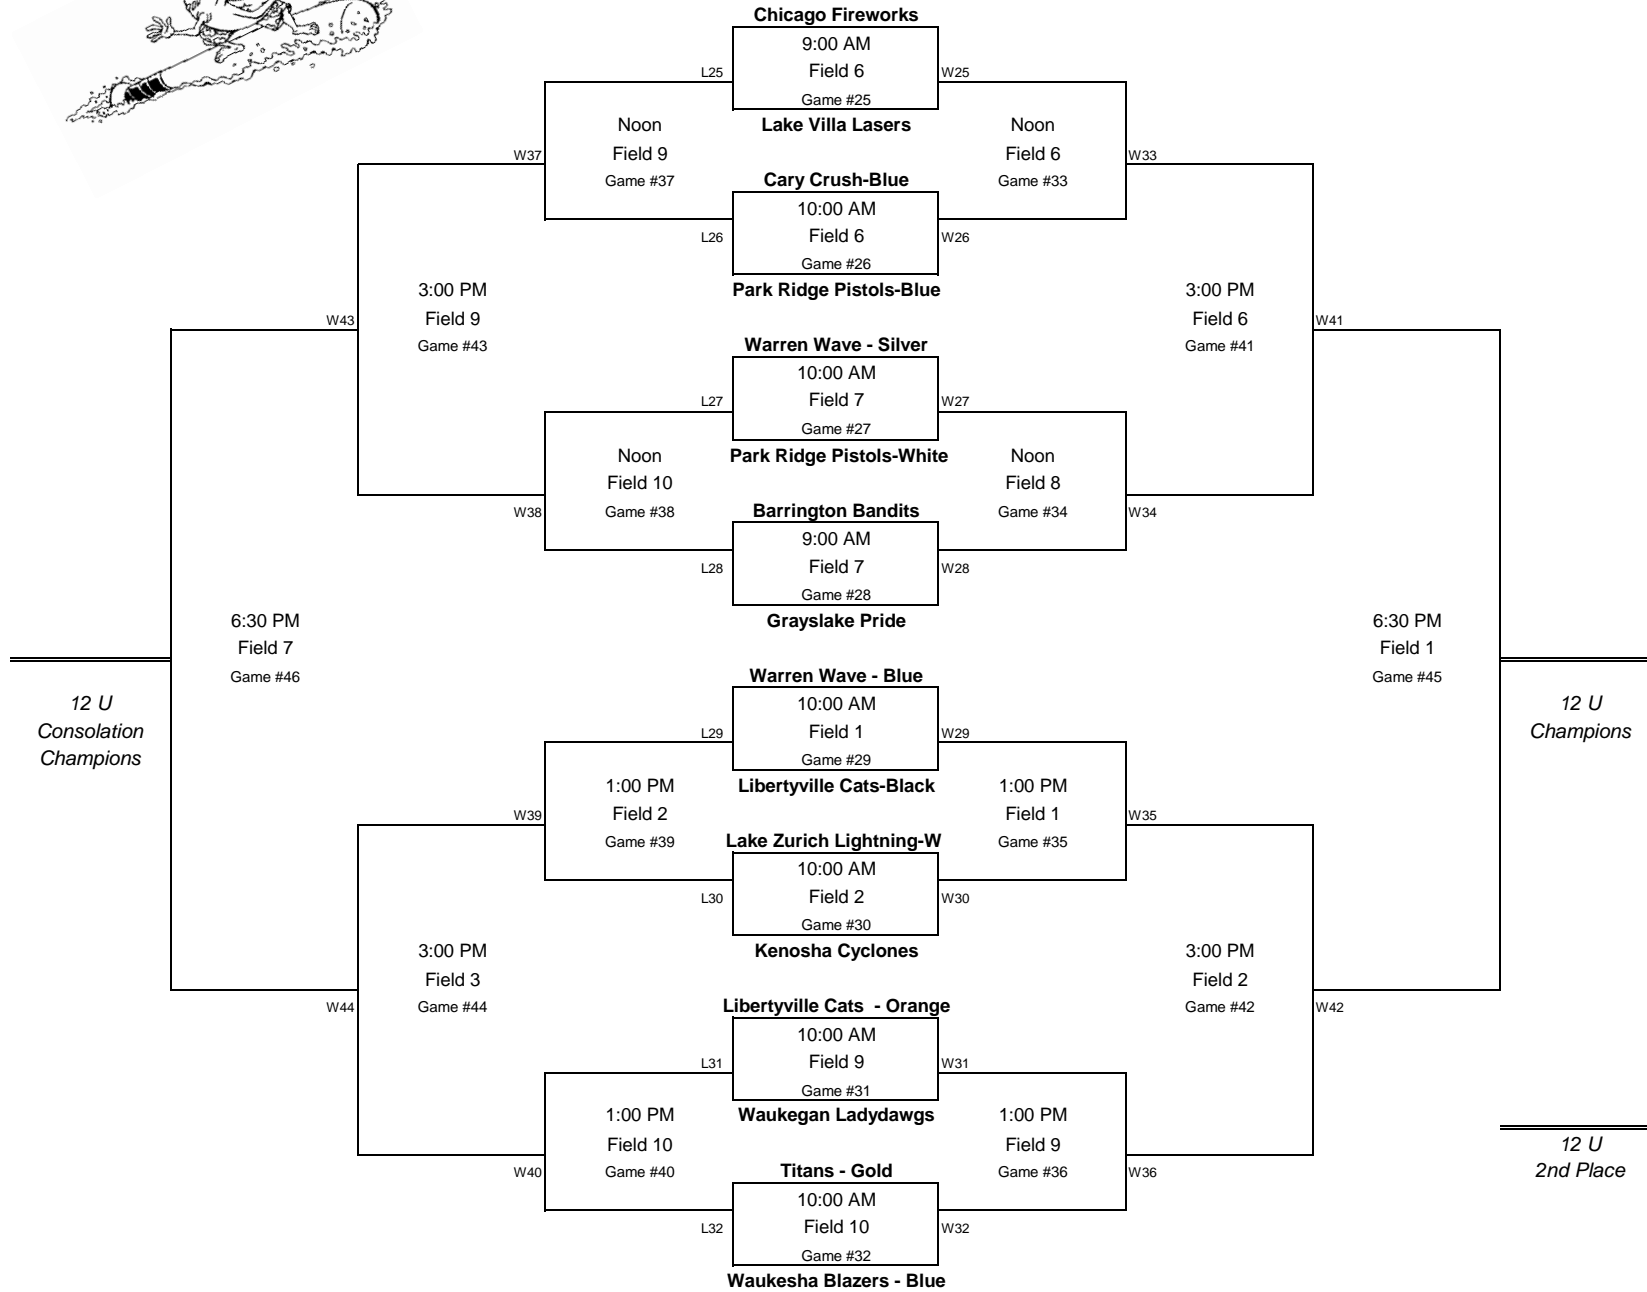 Chicago Fireworks
9:00 AM
L25 Field 6 W25
Game #25
Noon Lake Villa Lasers Noon
W37 Field 9 Field 6 W33
Game #37 Cary Crush-Blue Game #33
10:00 AM
L26 Field 6 W26
Game #26
3:00 PM Park Ridge Pistols-Blue 3:00 PM
W43 Field 9 Field 6 W41
Game #43 Warren Wave - Silver Game #41
10:00 AM
L27 Field 7 W27
Game #27
Noon Park Ridge Pistols-White Noon
Field 10 Field 8
W38 Game #38 Barrington Bandits Game #34 W34
9:00 AM
L28 Field 7 W28
Game #28
6:30 PM Grayslake Pride 6:30 PM
Field 7 Field 1
Game #46 Warren Wave - Blue Game #45
12 U 10:00 AM 12 U
Consolation L29 Field 1 W29 Champions
Champions Game #29
1:00 PM Libertyville Cats-Black 1:00 PM
W39 Field 2 Field 1 W35
Game #39 Lake Zurich Lightning-W Game #35
10:00 AM
L30 Field 2 W30
Game #30
3:00 PM Kenosha Cyclones 3:00 PM
Field 3 Field 2
W44 Game #44 Libertyville Cats  - Orange Game #42 W42
10:00 AM
L31 Field 9 W31
Game #31
1:00 PM Waukegan Ladydawgs 1:00 PM
Field 10 Field 9 12 U
W40 Game #40 Titans - Gold Game #36 W36 2nd Place
10:00 AM
L32 Field 10 W32
Game #32
Waukesha Blazers - Blue